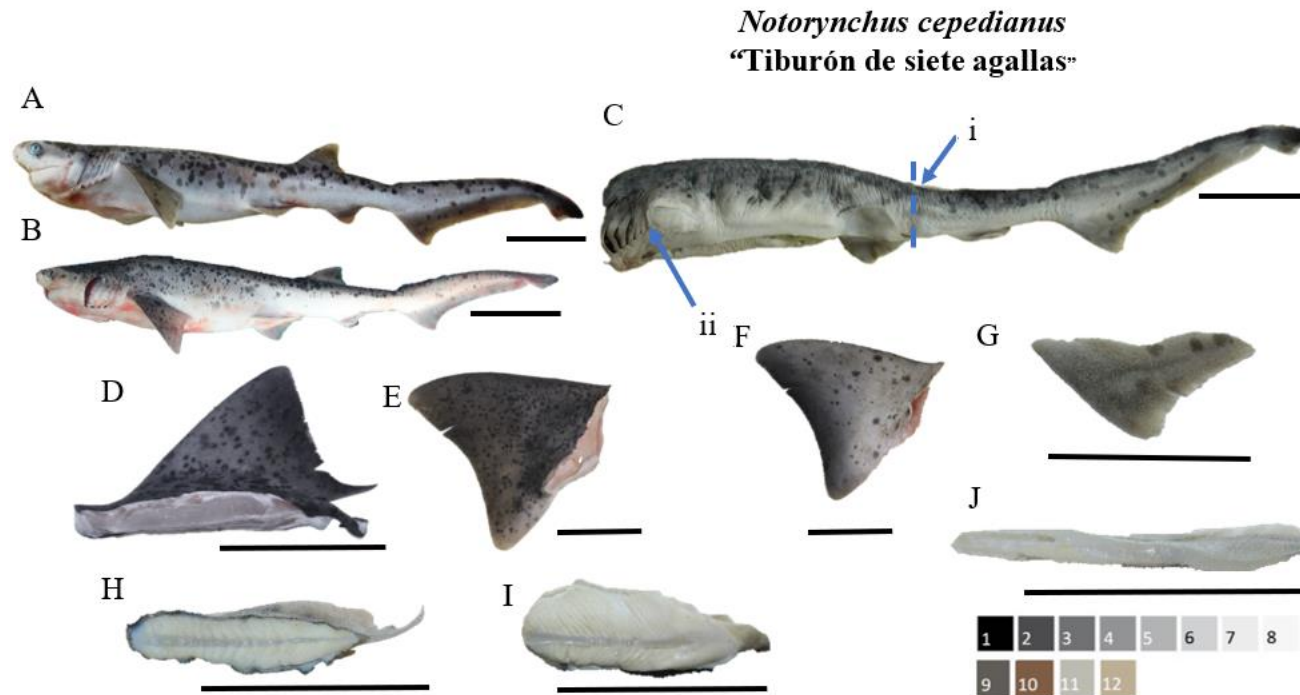 Notorynchus cepedianus
“Tiburón de siete agallas”
A
C
i
B
ii
F
G
D
E
J
H
I
1 2 3 4 5 6 7 8
9 10 11 12